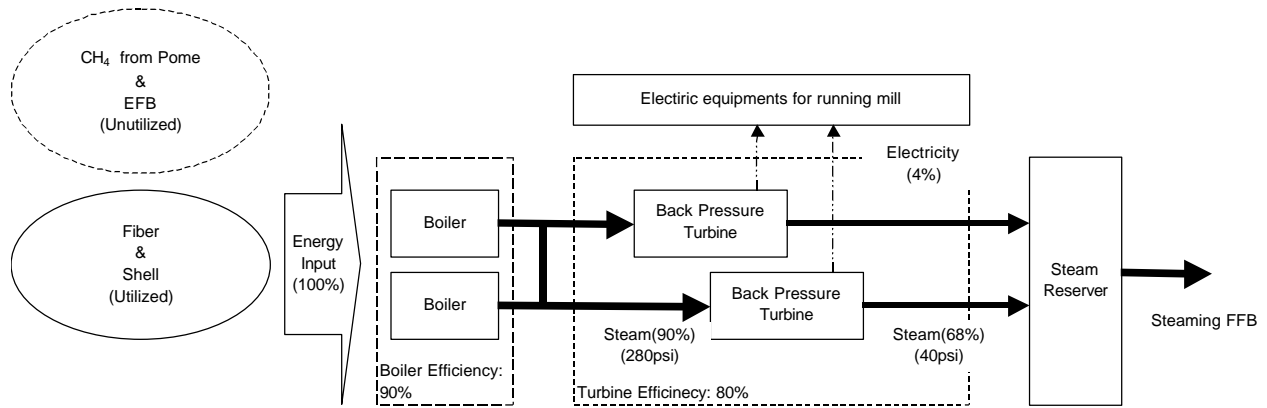 CH₄ from Pome
&
EFB
(Unutilized)
Fiber
&
Shell
(Utilized)
Energy
Input
(100%)
Boiler
Boiler
Boiler Efficiency:
90%
Electiric equipments for running mill
Electricity
(4%)
Back Pressure
Turbine
Back Pressure
Turbine
Steam(90%)
(280psi)
Steam(68%)
(40psi)
Turbine Efficinecy: 80%
Steam
Reserver
Steaming FFB